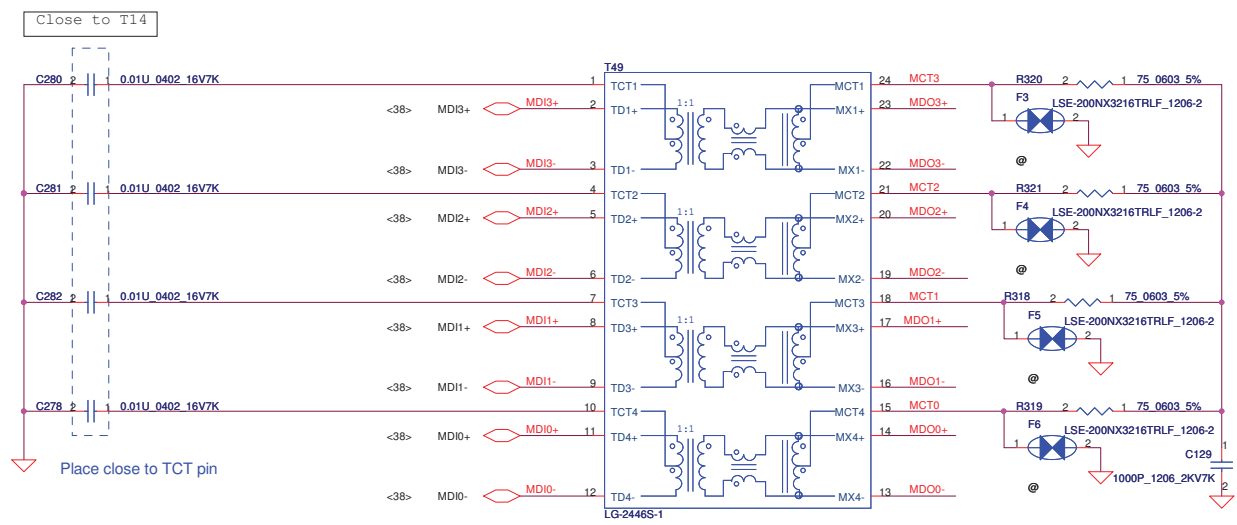 Close to T14
T49
C280 2 1 0.01U_0402_16V7K 1 TCT1 MCT1 24 MCT3 R320 2 1 75_0603_5%
<38> MDI3+ MDI3+ 2 TD1+ 1:1 MX1+ 23 MDO3+ F3 LSE-200NX3216TRLF_1206-2
1 2
<38> MDI3- MDI3- 3 TD1- MX1- 22 MDO3- @
C281 2 1 0.01U_0402_16V7K 4 TCT2 MCT2 21 MCT2 R321 2 1 75_0603_5%
<38> MDI2+ MDI2+ 5 TD2+ 1:1 MX2+ 20 MDO2+ F4 LSE-200NX3216TRLF_1206-2
1 2
<38> MDI2- MDI2- 6 TD2- MX2- 19 MDO2- @
C282 2 1 0.01U_0402_16V7K 7 TCT3 MCT3 18 MCT1 R318 2 1 75_0603_5%
<38> MDI1+ MDI1+ 8 TD3+ 1:1 MX3+ 17 MDO1+ F5 LSE-200NX3216TRLF_1206-2
1 2
<38> MDI1- MDI1- 9 TD3- MX3- 16 MDO1- @
C278 2 1 0.01U_0402_16V7K 10 TCT4 MCT4 15 MCT0 R319 2 1 75_0603_5%
<38> MDI0+ MDI0+ 11 TD4+ 1:1 MX4+ 14 MDO0+ F6 LSE-200NX3216TRLF_1206-2
1 2 1
C129
Place close to TCT pin
1000P_1206_2KV7K
2
<38> MDI0- MDI0- 12 TD4- MX4- 13 MDO0- @
LG-2446S-1